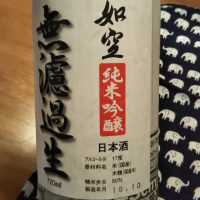 如空
純米吟醸
無濾過生
日本酒
アルコール分 17度
原材料名 米(国産)
米麹(国産米)
精米歩合 50%
製造年月 18.10
720ml